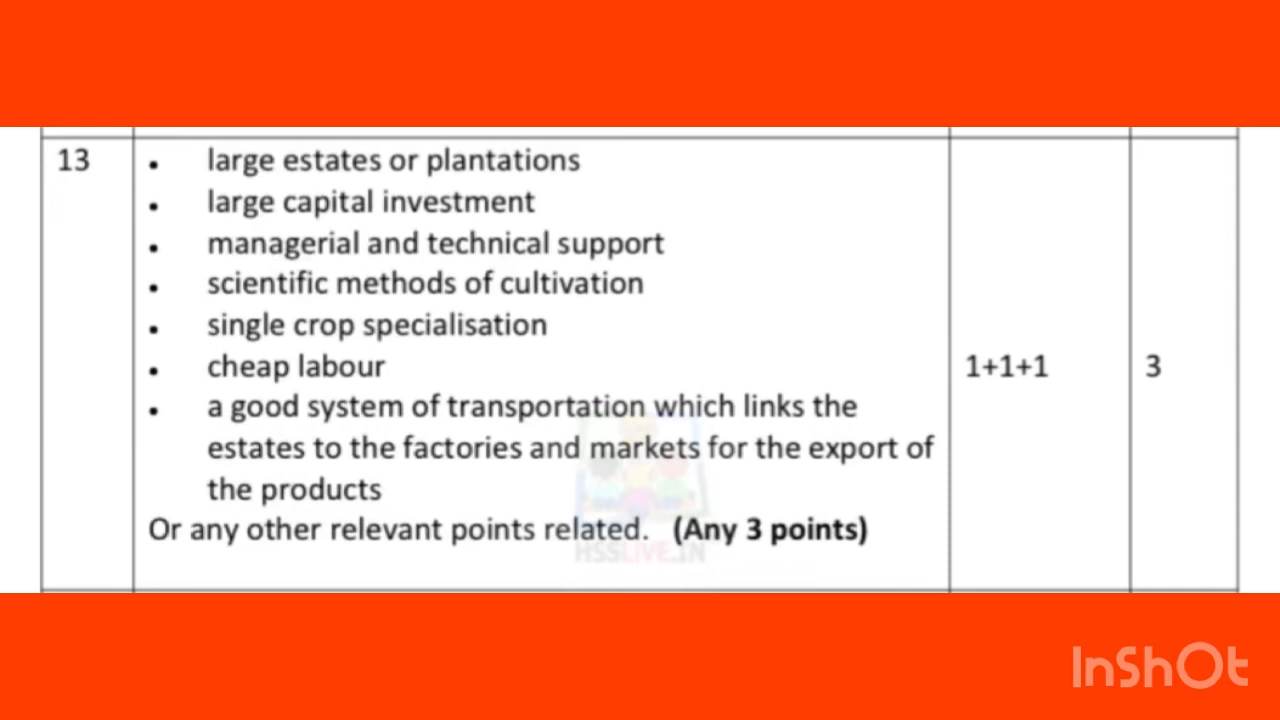 13
• large estates or plantations
• large capital investment
• managerial and technical support
• scientific methods of cultivation
• single crop specialisation
• cheap labour
1+1+1
3
• a good system of transportation which links the
estates to the factories and markets for the export of
the products
Or any other relevant points related. (Any 3 points)
HSSLIVE.IN
InShOt